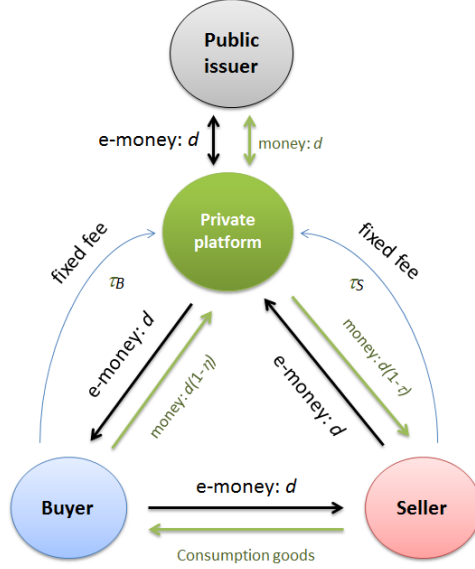 Public
issuer
e-money: d
money: d
Private
platform
fixed fee
fixed fee
τB
τS
e-money: d
money: d(1- η)
money: d(1- τ)
e-money: d
Buyer
e-money: d
Seller
Consumption goods